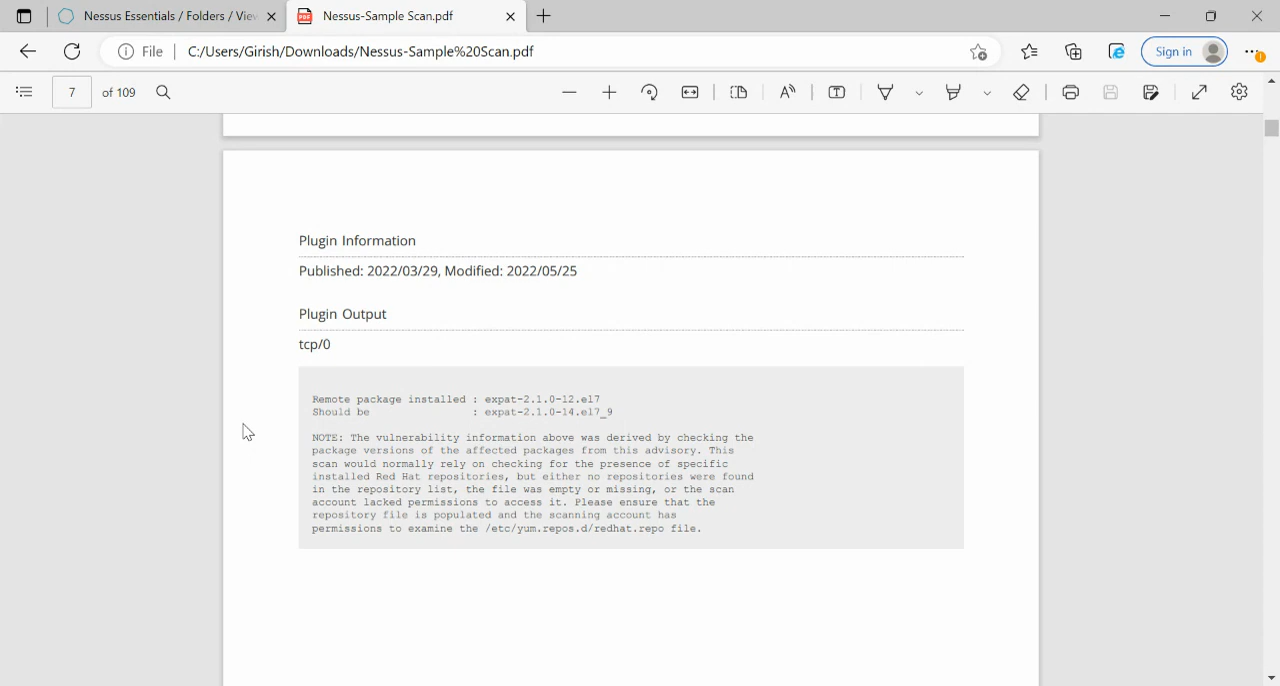 Nessus Essentials / Folders / Viev
Nessus-Sample Scan.pdf
File
C:/Users/Girish/Downloads/Nessus-Sample%20Scan.pdf
Sign in
7 of 109
Plugin Information
Published: 2022/03/29, Modified: 2022/05/25
Plugin Output
tcp/0
Remote package installed : expat-2.1.0-12.el7
Should be : expat-2.1.0-14.el7_9
NOTE: The vulnerability information above was derived by checking the
package versions of the affected packages from this advisory. This
scan would normally rely on checking for the presence of specific
installed Red Hat repositories, but either no repositories were found
in the repository list, the file was empty or missing, or the scan
account lacked permissions to access it. Please ensure that the
repository file is populated and the scanning account has
permissions to examine the /etc/yum.repos.d/redhat.repo file.